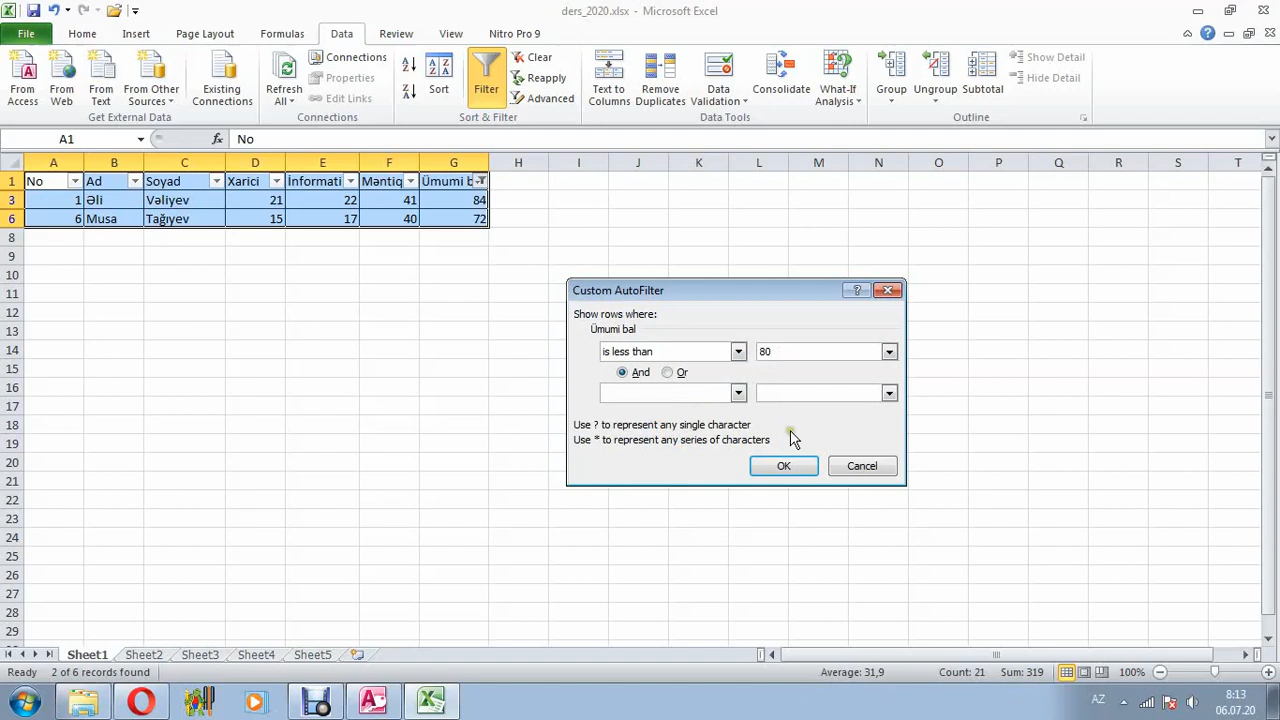 ders_2020.xlsx - Microsoft Excel
File Home Insert Page Layout Formulas Data Review View Nitro Pro 9
From Access
From Web
From Text
From Other Sources
Existing Connections
Get External Data
Refresh All
Connections
Properties
Edit Links
Connections
Sort
Filter
Clear
Reapply
Advanced
Sort & Filter
Text to Columns
Remove Duplicates
Data Validation
Consolidate
What-If Analysis
Data Tools
Group
Ungroup
Subtotal
Show Detail
Hide Detail
Outline
A1 fx No
A B C D E F G H I J K L M N O P Q R S T
1 No Ad Soyad Xarici İnformati Məntiq Ümumi b
3 1 Əli Vəliyev 21 22 41 84
6 6 Musa Tağıyev 15 17 40 72
8
9
10
11
12
13
14
15
16
17
18
19
20
21
22
23
24
25
26
27
28
29
Custom AutoFilter
Show rows where:
Ümumi bal
is less than 80
And Or
Use ? to represent any single character
Use * to represent any series of characters
OK Cancel
Sheet1 Sheet2 Sheet3 Sheet4 Sheet5
Ready 2 of 6 records found Average: 31,9 Count: 21 Sum: 319 100%
AZ 8:13
06.07.20